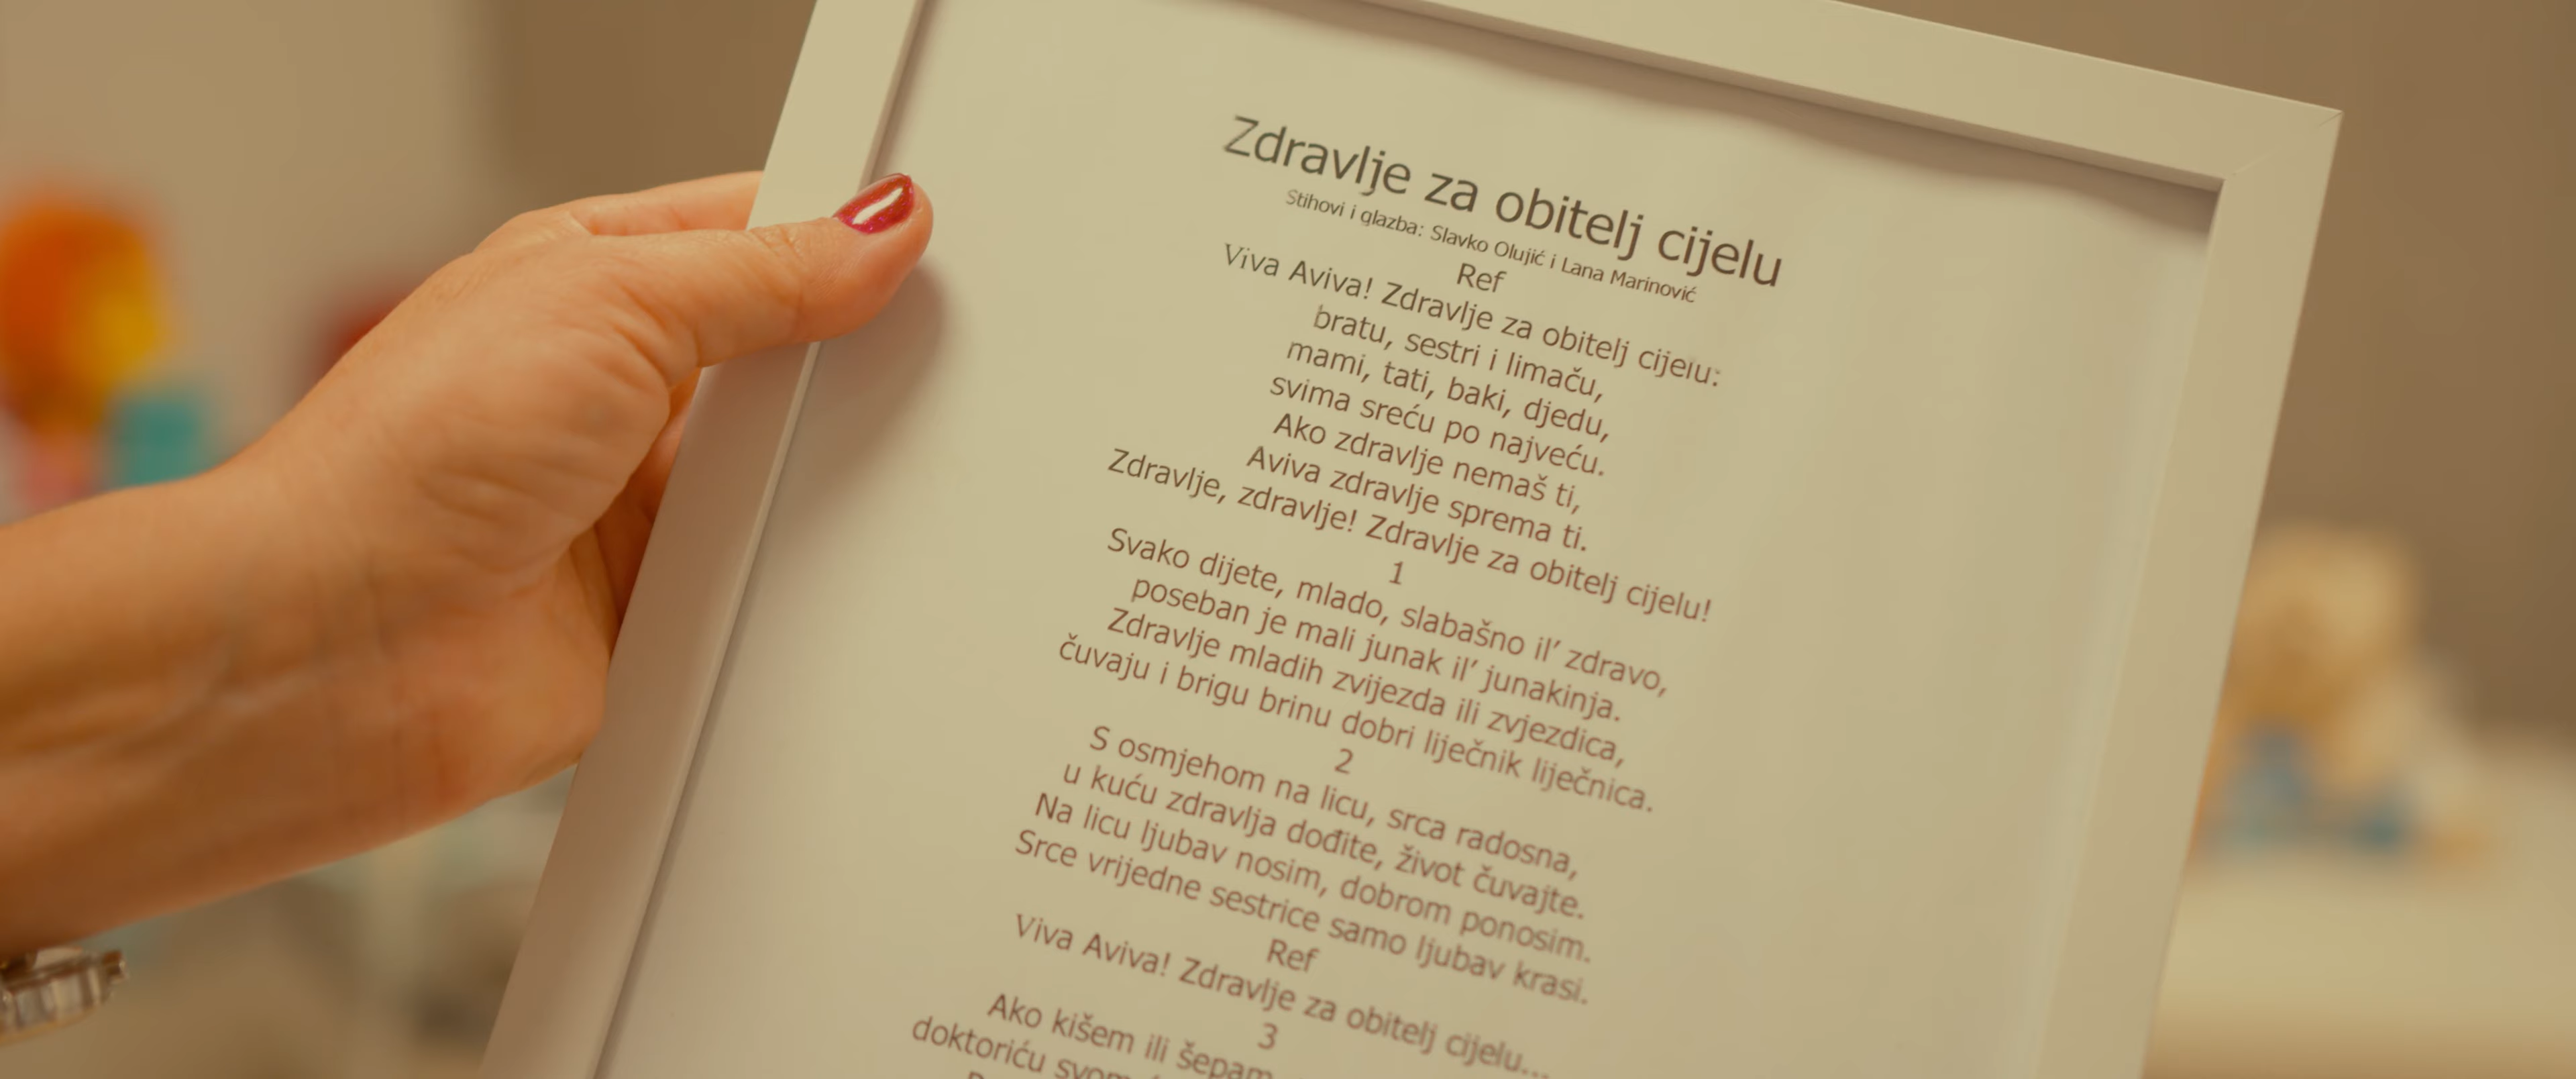 Zdravlje za obitelj cijelu
Stihovi i glazba: Slavko Olujić i Lana Marinović
Ref
Viva Aviva! Zdravlje za obitelj cijelu:
bratu, sestri i limaču,
mami, tati, baki, djedu,
svima sreću po najveću.
Ako zdravlje nemaš ti,
Aviva zdravlje sprema ti.
Zdravlje, zdravlje! Zdravlje za obitelj cijelu!
1
Svako dijete, mlado, slabašno il’ zdravo,
poseban je mali junak il’ junakinja.
Zdravlje mladih zvijezda ili zvjezdica,
čuvaju i brigu brinu dobri liječnik liječnica.
2
S osmjehom na licu, srca radosna,
u kuću zdravlja dođite, život čuvajte.
Na licu ljubav nosim, dobrom ponosim.
Srce vrijedne sestrice samo ljubav krasi.
Ref
Viva Aviva! Zdravlje za obitelj cijelu...
3
Ako kišem ili šepam
doktoriću svom